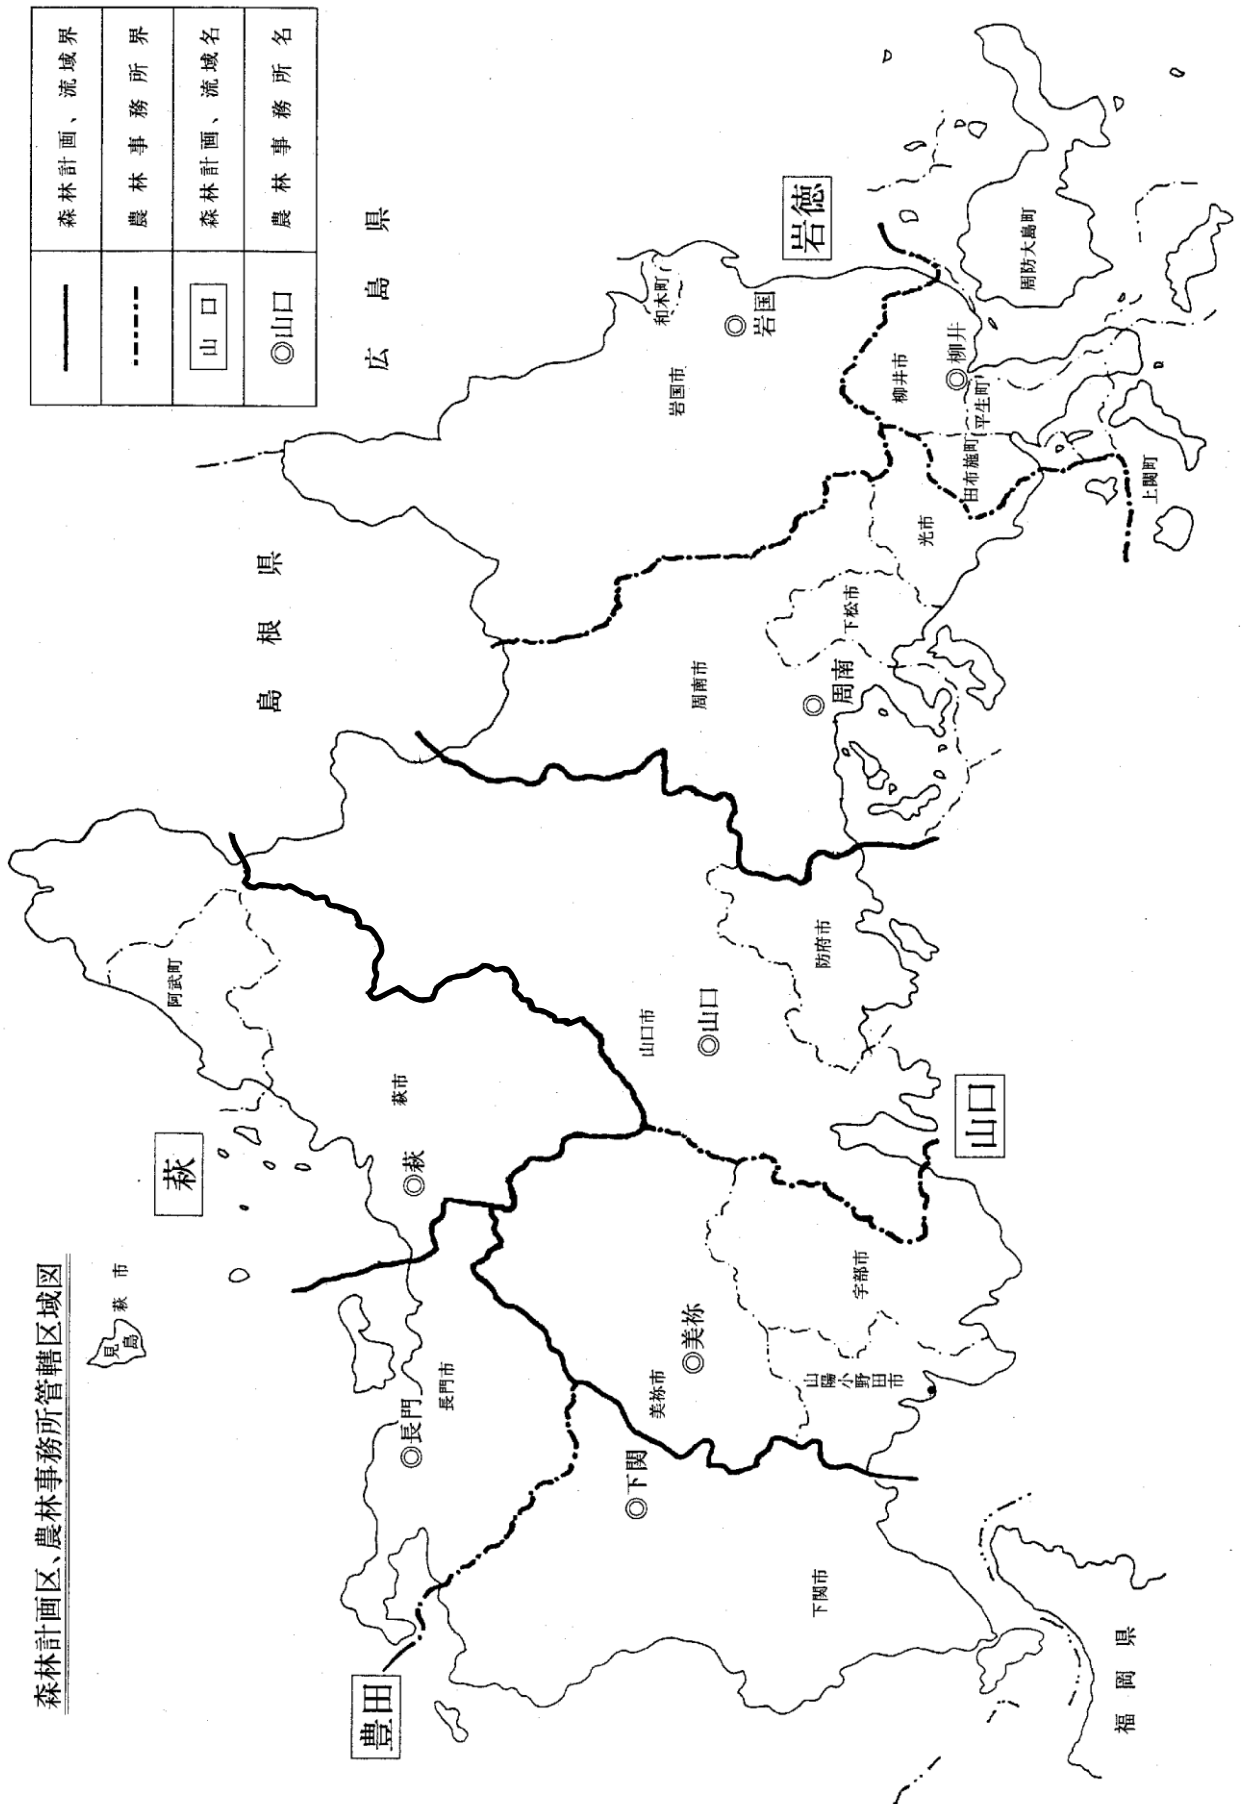 森林計画区、農林事務所管轄区域図
森林計画、流域界
農林事務所界
山口
森林計画、流域名
◎山口
農林事務所名
見島
萩市
萩
阿武町
島根県
広島県
萩市
◎萩
豊田
長門市
◎長門
山口市
◎山口
美祢市
◎美祢
◎下関
下関市
宇部市
山陽小野田市
防府市
山口
周南市
◎周南
下松市
光市
岩国市
◎岩国
和木町
岩徳
柳井市
◎柳井
田布施町
平生町
上関町
周防大島町
福岡県